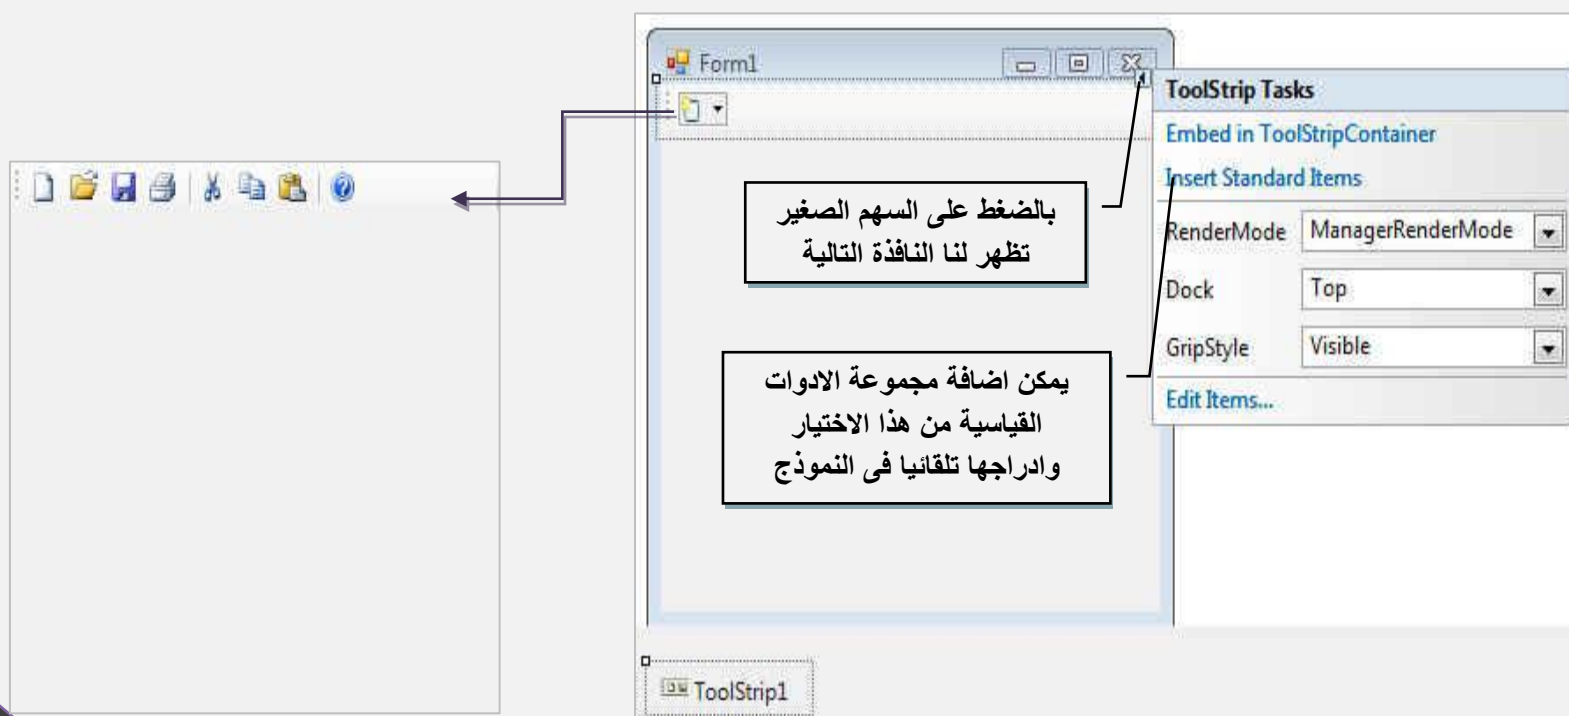 Form1
ToolStrip Tasks
Embed in ToolStripContainer
Insert Standard Items
RenderMode ManagerRenderMode
Dock Top
GripStyle Visible
Edit Items...
بالضغط على السهم الصغير
تظهر لنا النافذة التالية
يمكن اضافة مجموعة الادوات
القياسية من هذا الاختيار
وادراجها تلقائيا فى النموذج
ToolStrip1